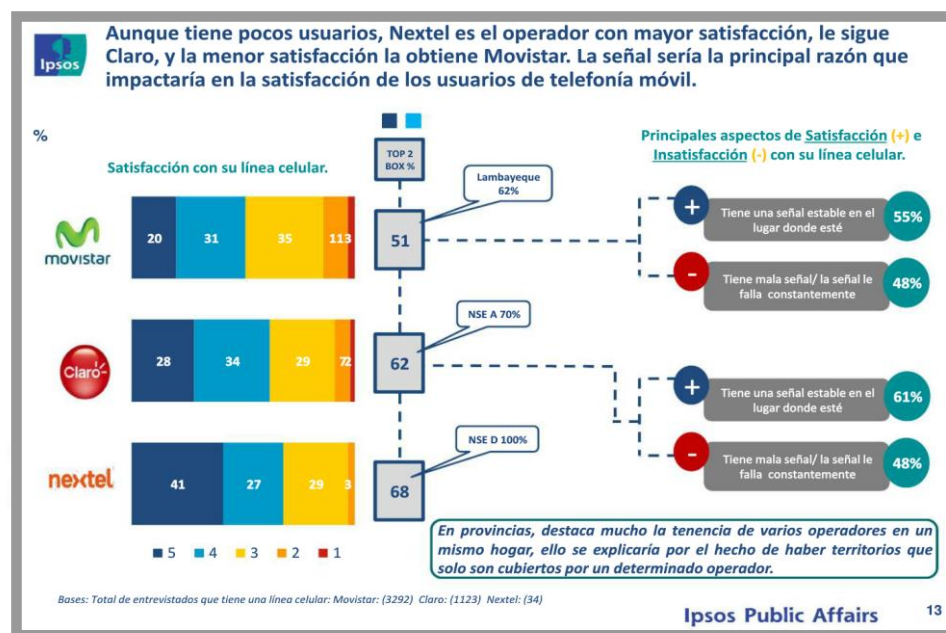 Aunque tiene pocos usuarios, Nextel es el operador con mayor satisfacción, le sigue
Claro, y la menor satisfacción la obtiene Movistar. La señal sería la principal razón que
impactaría en la satisfacción de los usuarios de telefonía móvil.
Ipsos
%
Satisfacción con su línea celular.
TOP 2
BOX %
Principales aspectos de Satisfacción (+) e
Insatisfacción (-) con su línea celular.
Lambayeque
62%
movistar
20 31 35 11 3
51
+
Tiene una señal estable en el
lugar donde esté
55%
-
Tiene mala señal/ la señal le
falla constantemente
48%
NSE A 70%
Claro
28 34 29 7 2
62
+
Tiene una señal estable en el
lugar donde esté
61%
-
Tiene mala señal/ la señal le
falla constantemente
48%
NSE D 100%
nextel
41 27 29 3
68
5 4 3 2 1
En provincias, destaca mucho la tenencia de varios operadores en un
mismo hogar, ello se explicaría por el hecho de haber territorios que
solo son cubiertos por un determinado operador.
Bases: Total de entrevistados que tiene una línea celular: Movistar: (3292) Claro: (1123) Nextel: (34)
Ipsos Public Affairs
13